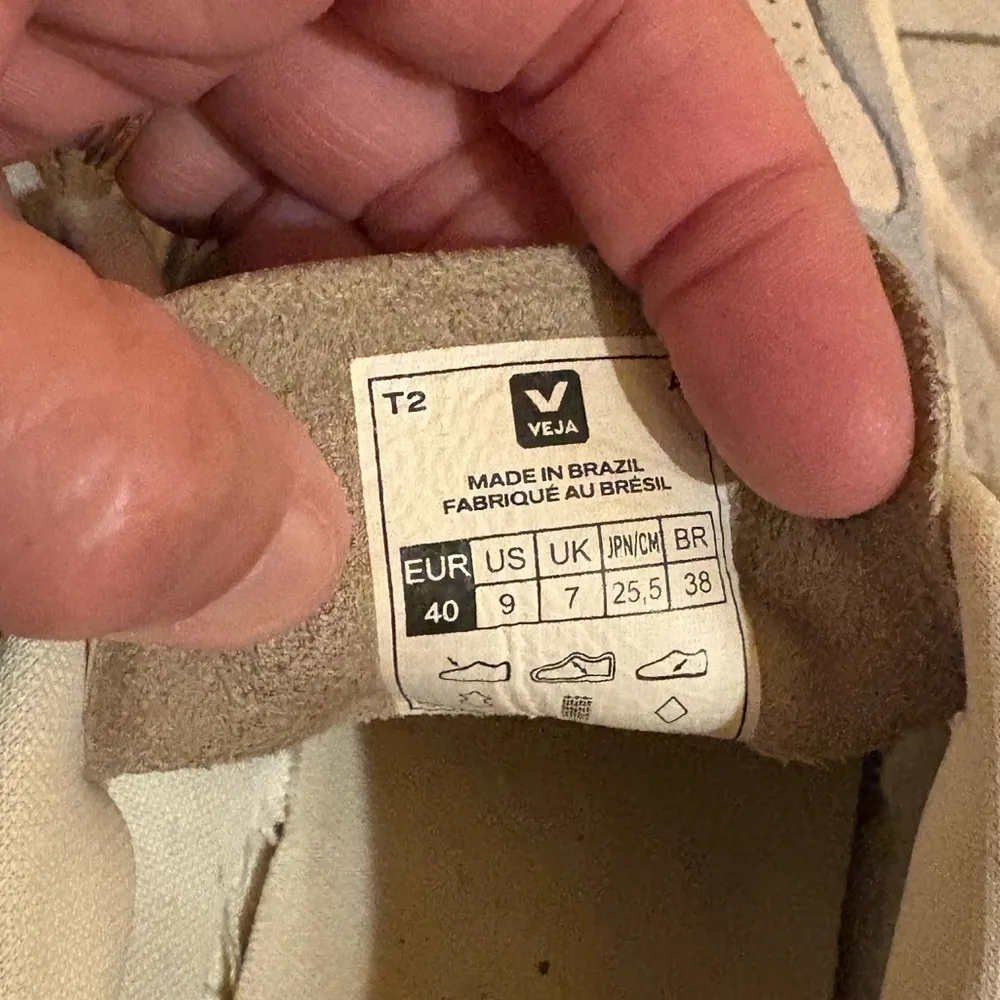 T2
VEJA
MADE IN BRAZIL
FABRIQUÉ AU BRÉSIL
EUR US UK JPN/CM BR
40 9 7 25,5 38